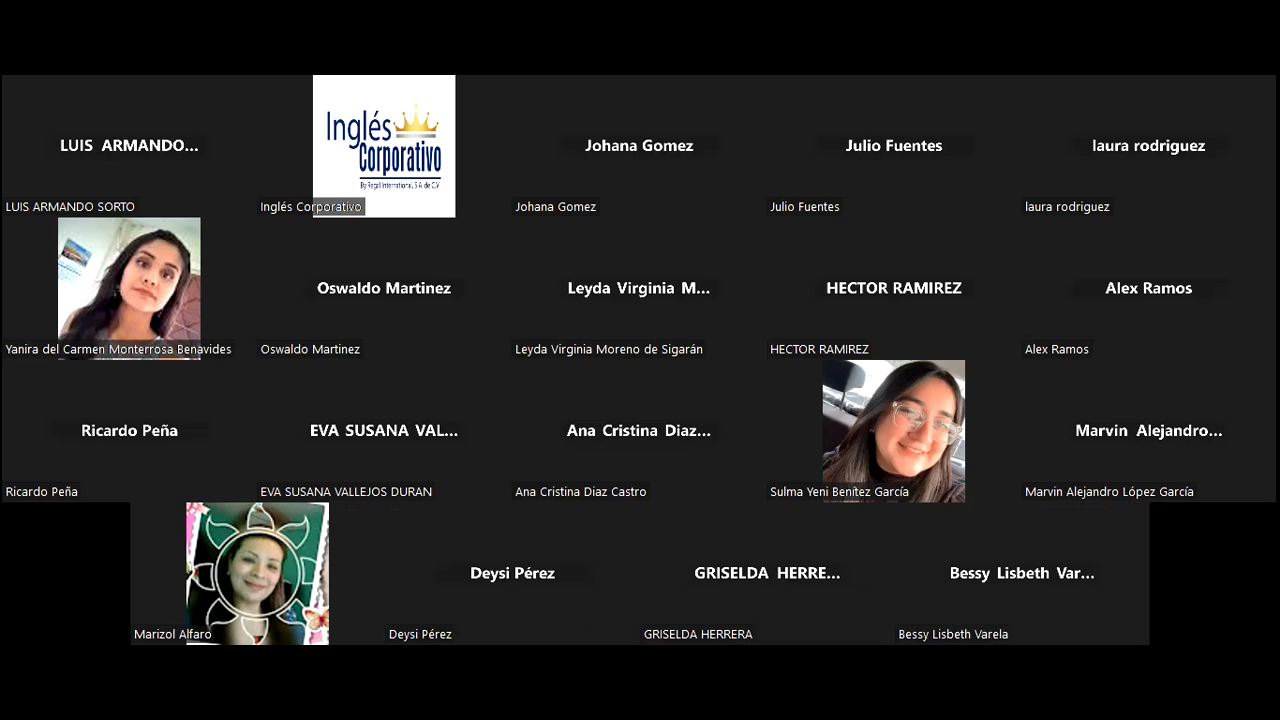 LUIS ARMANDO...
Inglés
Corporativo
By Regal International, S.A. de C.V.
Johana Gomez
Julio Fuentes
laura rodriguez
LUIS ARMANDO SORTO
Inglés Corporativo
Johana Gomez
Julio Fuentes
laura rodriguez
Oswaldo Martinez
Leyda Virginia M...
HECTOR RAMIREZ
Alex Ramos
Yanira del Carmen Monterrosa Benavides
Oswaldo Martinez
Leyda Virginia Moreno de Sigarán
HECTOR RAMIREZ
Alex Ramos
Ricardo Peña
EVA SUSANA VAL...
Ana Cristina Diaz...
Marvin Alejandro...
Ricardo Peña
EVA SUSANA VALLEJOS DURAN
Ana Cristina Diaz Castro
Sulma Yeni Benítez García
Marvin Alejandro López García
Deysi Pérez
GRISELDA HERRE...
Bessy Lisbeth Var...
Marizol Alfaro
Deysi Pérez
GRISELDA HERRERA
Bessy Lisbeth Varela